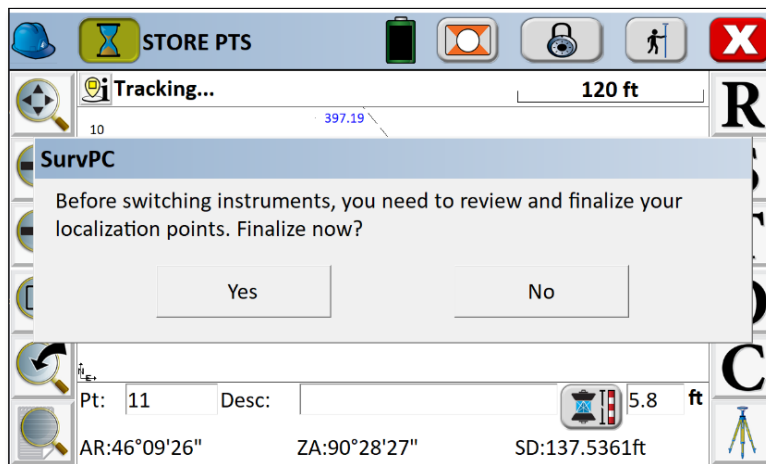 STORE PTS
Tracking...
120 ft
10
397.19
R
SurvPC
Before switching instruments, you need to review and finalize your
localization points. Finalize now?
Yes
No
C
Pt: 11 Desc: 5.8 ft
AR:46°09'26" ZA:90°28'27" SD:137.5361ft